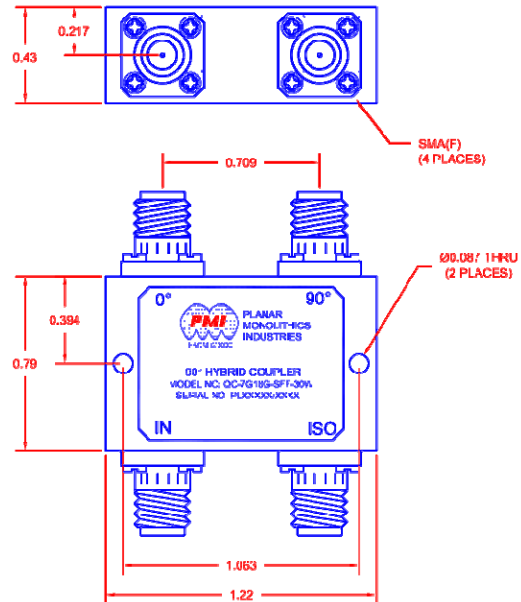 0.217
0.43
SMA(F)
(4 PLACES)
0.709
Ø0.087 THRU
(2 PLACES)
0° 90°
PMI
PLANAR
MONOLITHICS
INDUSTRIES
0.394
0.79
HYBRID COUPLER
MODEL NO: QC-7G18G-SFF-30W
SERIAL NO.
IN ISO
1.063
1.22